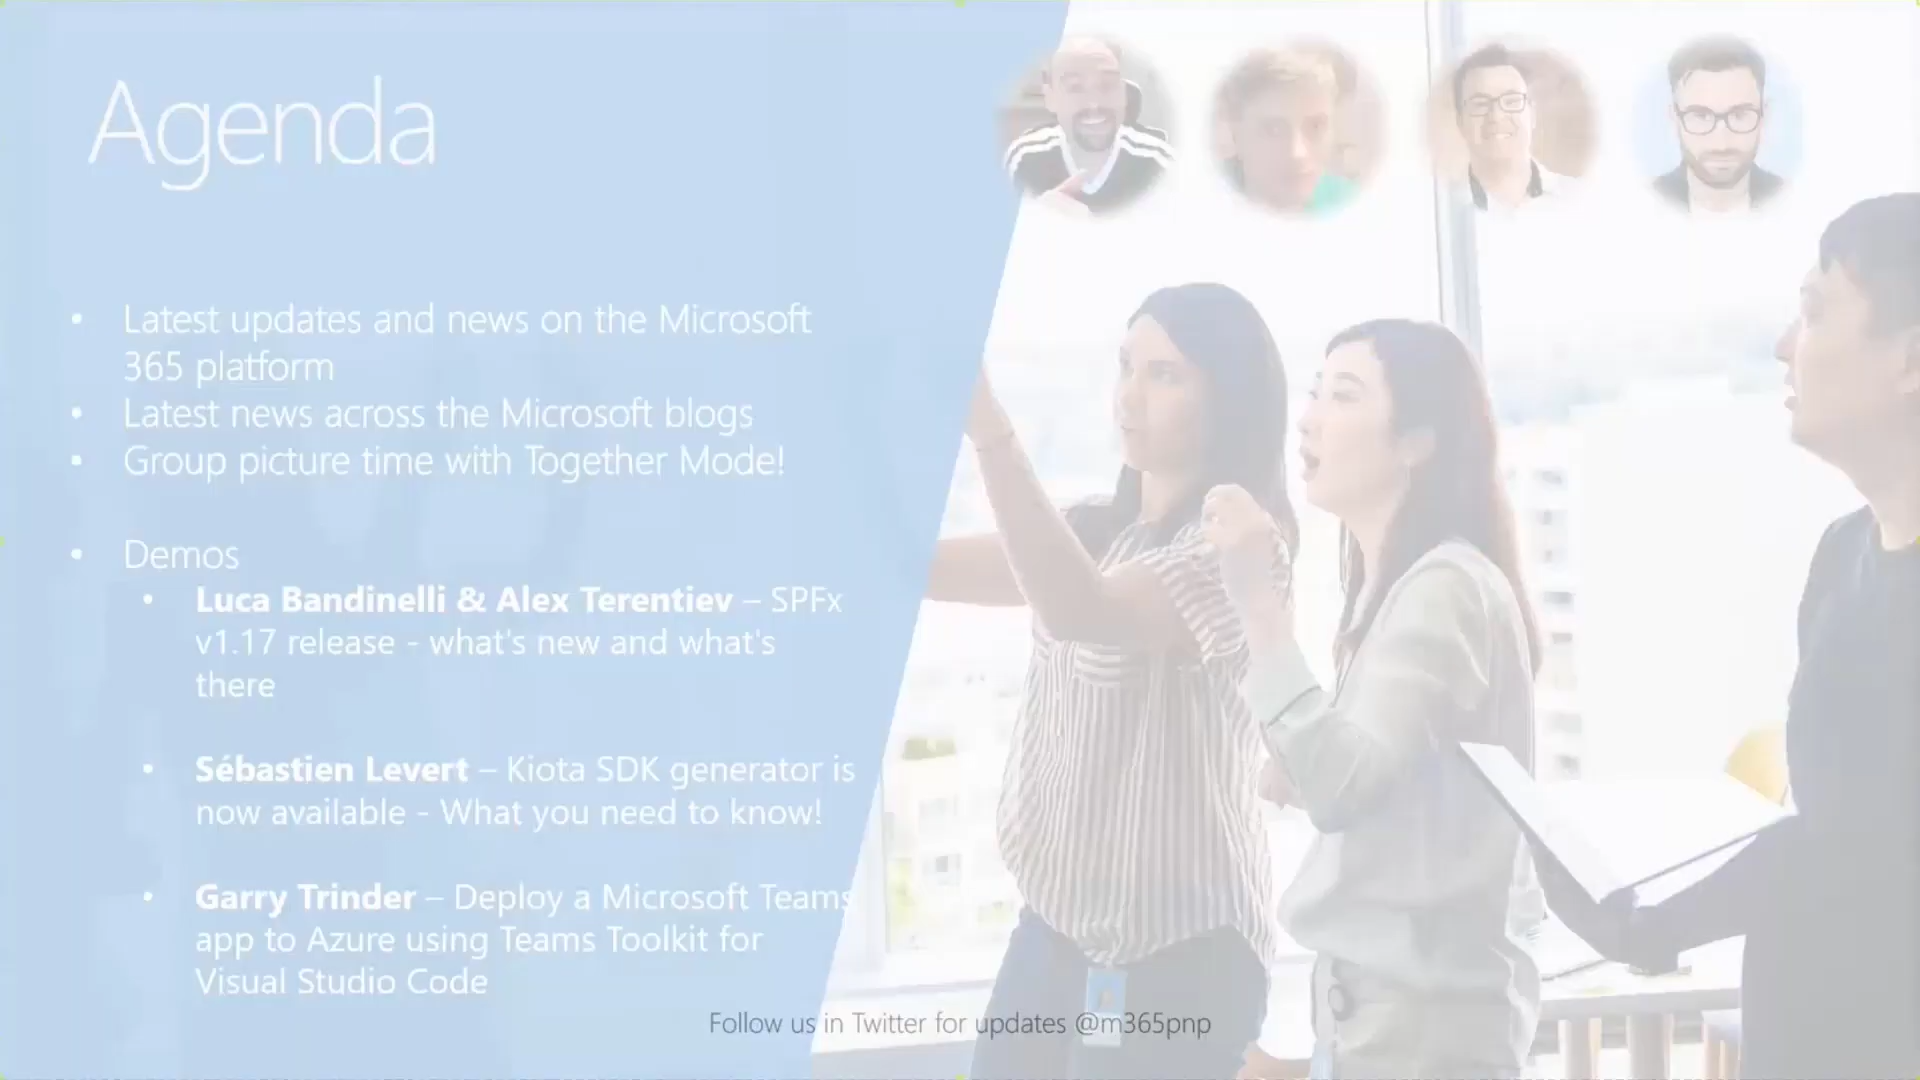 Agenda
• Latest updates and news on the Microsoft
365 platform
• Latest news across the Microsoft blogs
• Group picture time with Together Mode!
• Demos
• Luca Bandinelli & Alex Terentiev – SPFx
v1.17 release - what's new and what's
there
• Sébastien Levert – Kiota SDK generator is
now available - What you need to know!
• Garry Trinder – Deploy a Microsoft Teams
app to Azure using Teams Toolkit for
Visual Studio Code
Follow us in Twitter for updates @m365pnp